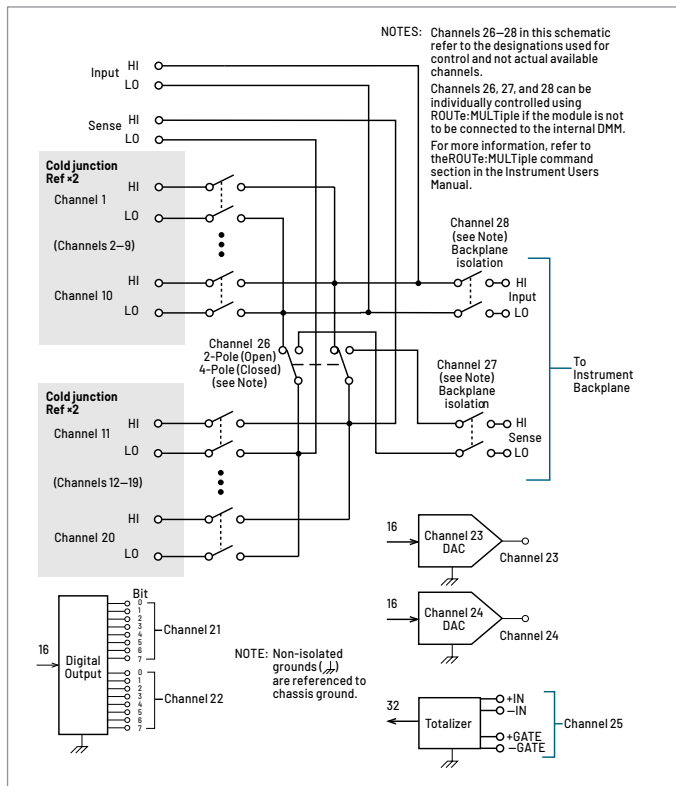 NOTES: Channels 26–28 in this schematic
refer to the designations used for
control and not actual available
channels.
Channels 26, 27, and 28 can be
individually controlled using
ROUTe:MULTiple if the module is not
to be connected to the internal DMM.
For more information, refer to
theROUTe:MULTiple command
section in the Instrument Users
Manual.
Input
HI
LO
Sense
HI
LO
Cold junction
Ref ×2
Channel 1
HI
LO
(Channels 2–9)
Channel 10
HI
LO
Channel 28
(see Note)
Backplane
isolation
HI
Input
LO
Channel 26
2-Pole (Open)
4-Pole (Closed)
(see Note)
Channel 27
(see Note)
Backplane
isolation
HI
Sense
LO
To
Instrument
Backplane
Cold junction
Ref ×2
Channel 11
HI
LO
(Channels 12–19)
Channel 20
HI
LO
16
Channel 23
DAC
Channel 23
16
Channel 24
DAC
Channel 24
16
Digital
Output
Bit
0
1
2
3
4
5
6
7
Channel 21
0
1
2
3
4
5
6
7
Channel 22
NOTE: Non-isolated
grounds ( )
are referenced to
chassis ground.
32
Totalizer
+IN
–IN
+GATE
–GATE
Channel 25